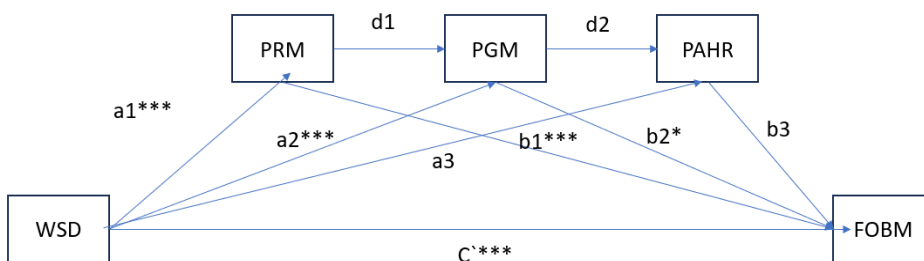 d1
d2
PRM
PGM
PAHR
a1***
a2***
a3
b1***
b2*
b3
WSD
FOBM
C`***